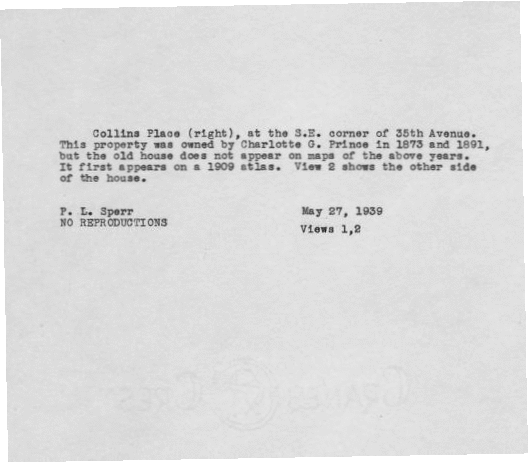 Collins Place (right), at the S.E. corner of 35th Avenue.
This property was owned by Charlotte G. Prince in 1873 and 1891,
but the old house does not appear on maps of the above years.
It first appears on a 1909 atlas. View 2 shows the other side
of the house.
P. L. Sperr
May 27, 1939
NO REPRODUCTIONS
Views 1,2